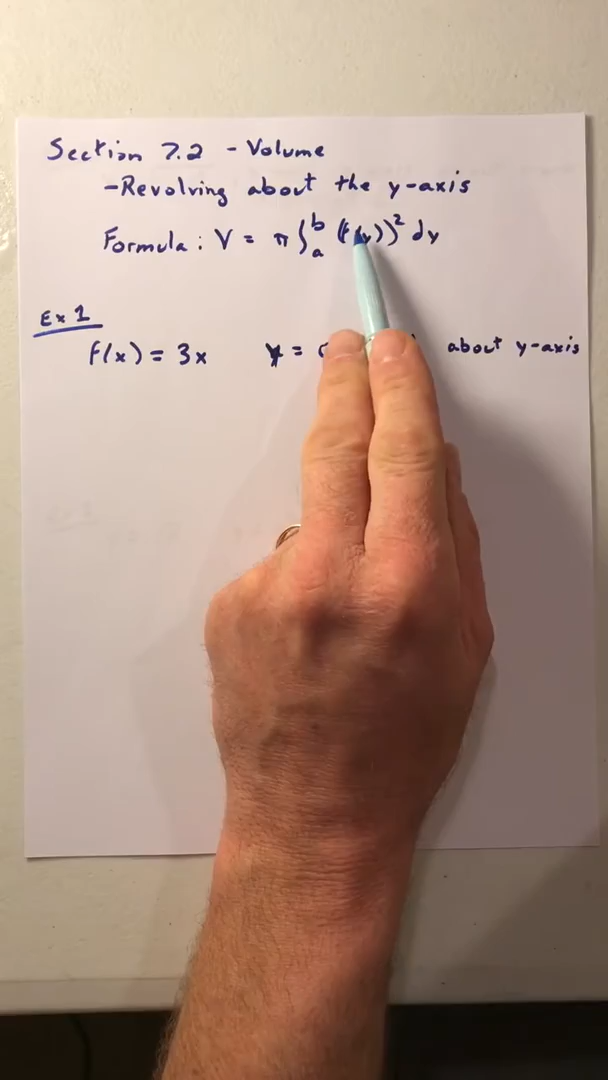 Section 7.2 - Volume
- Revolving about the y-axis
Formula: V = π ∫ₐᵇ (f(y))² dy
Ex 1
f(x) = 3x y = about y-axis